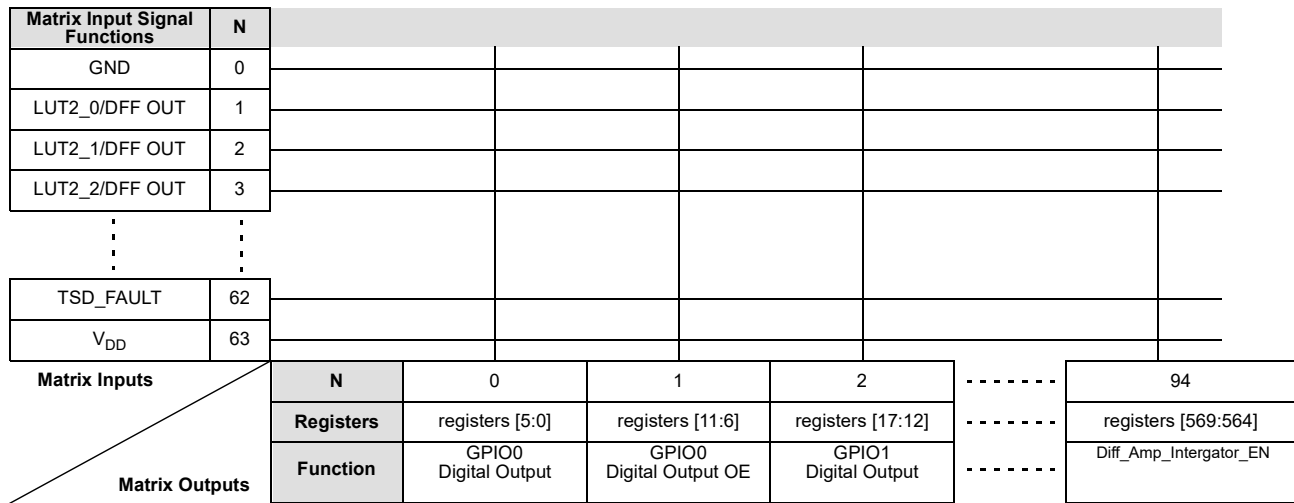 Matrix Input Signal
Functions
N
GND 0
LUT2_0/DFF OUT 1
LUT2_1/DFF OUT 2
LUT2_2/DFF OUT 3
TSD_FAULT 62
VDD 63
Matrix Inputs
N 0 1 2 94
Registers registers [5:0] registers [11:6] registers [17:12] registers [569:564]
Function
GPIO0
Digital Output
GPIO0
Digital Output OE
GPIO1
Digital Output
Diff_Amp_Intergator_EN
Matrix Outputs